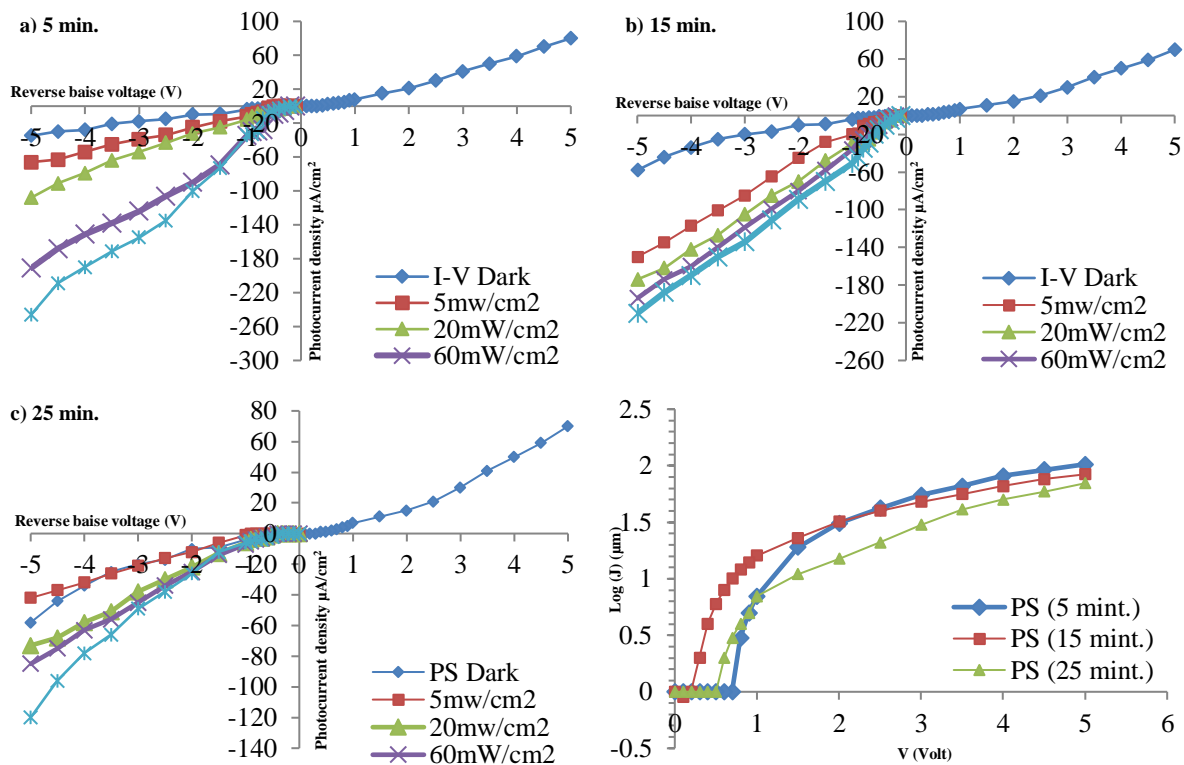 a) 5 min.
100
60
20
-20
-60
-100
-140
-180
-220
-260
-300
-5 -4 -3 -2 -1 0 1 2 3 4 5
Reverse baise voltage (V)
Photocurrent density µA/cm2
I-V Dark
5mw/cm2
20mW/cm2
60mW/cm2
b) 15 min.
100
60
20
-20
-60
-100
-140
-180
-220
-260
-5 -4 -3 -2 -1 0 1 2 3 4 5
Reverse baise voltage (V)
Photocurrent density µA/cm2
I-V Dark
5mw/cm2
20mW/cm2
60mW/cm2
c) 25 min.
80
60
40
20
0
-20
-40
-60
-80
-100
-120
-140
-5 -4 -3 -2 -1 0 1 2 3 4 5
Reverse baise voltage (V)
Photocurrent density µA/cm2
PS Dark
5mw/cm2
20mw/cm2
60mW/cm2
2.5
2
1.5
1
0.5
0
-0.5
0 1 2 3 4 5 6
Log (J) (µm)
V (Volt)
PS (5 mint.)
PS (15 mint.)
PS (25 mint.)